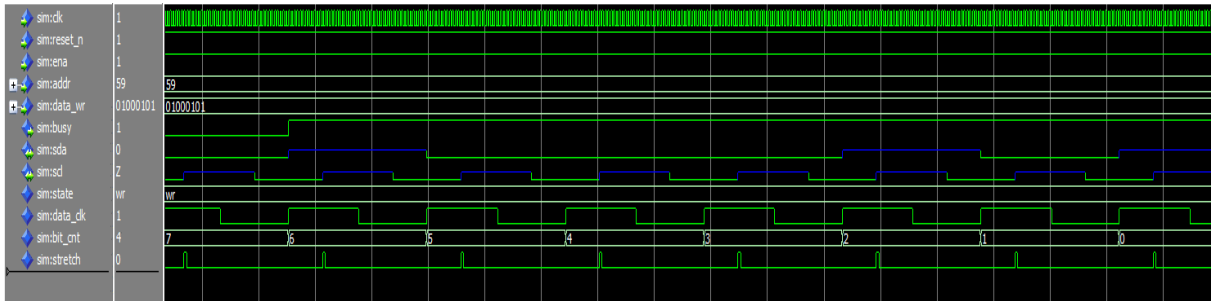 sim:clk 1
sim:reset_n 1
sim:ena 1
sim:addr 59 59
sim:data_wr 01000101 01000101
sim:busy 1
sim:sda 0
sim:scl Z
sim:state wr wr
sim:data_clk 1
sim:bit_cnt 4 7 6 5 4 3 2 1 0
sim:stretch 0